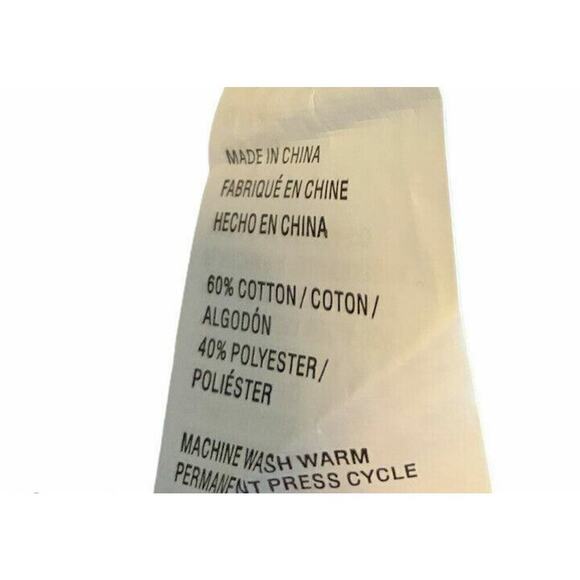 MADE IN CHINA
FABRIQUÉ EN CHINE
HECHO EN CHINA
60% COTTON / COTON /
ALGODÓN
40% POLYESTER /
POLIÉSTER
MACHINE WASH WARM
PERMANENT PRESS CYCLE